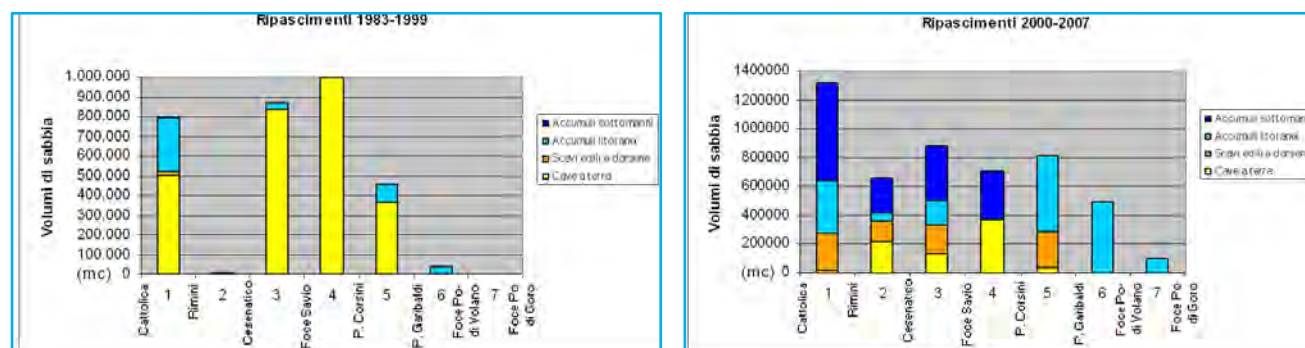 Ripascimenti 1983-1999
Volumi di sabbia
1.000.000
900.000
800.000
700.000
600.000
500.000
400.000
300.000
200.000
100.000
(mc) 0
Cattolica
1
Rimini
2
Cesenatico
3
Foce Savio
4
P. Corsini
5
P. Garibaldi
6
Foce Po-
di Volano
7
Foce Po-
di Goro
Accumuli sottomarini
Accumuli litoranei
Scavi edili e darsene
Cave a terra
Ripascimenti 2000-2007
Volumi di sabbia
1400000
1200000
1000000
800000
600000
400000
200000
(mc) 0
Cattolica
1
Rimini
2
Cesenatico
3
Foce Savio
4
P. Corsini
5
P. Garibaldi
6
Foce Po-
di Volano
7
Foce Po-
di Goro
Accumuli sottomari
Accumuli litoranei
Scavi edili e darsene
Cave a terra